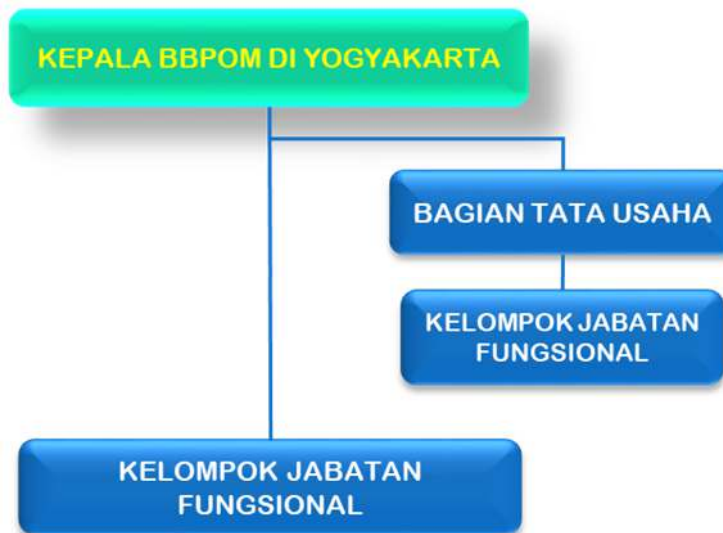 KEPALA BBPOM DI YOGYAKARTA
BAGIAN TATA USAHA
KELOMPOK JABATAN
FUNGSIONAL
KELOMPOK JABATAN
FUNGSIONAL